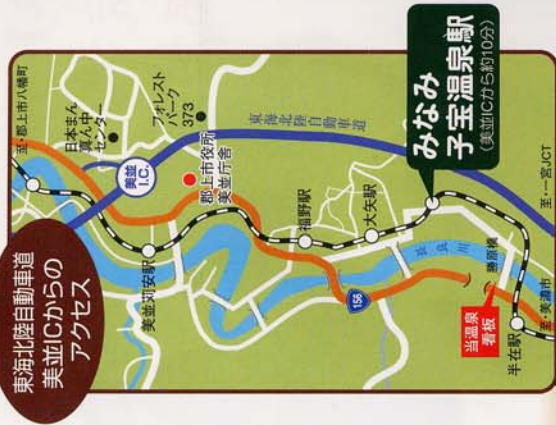 東海北陸自動車道
美並ICからの
アクセス
至・郡上市八幡町
日本まん
真ん中
センター
フォレスト
パーク
373
美並
I.C.
郡上市役所
美並庁舎
東海北陸自動車道
美並苅安駅
福野駅
大矢駅
みなみ
子宝温泉駅
(美並ICから約10分)
長良川
156
勝原橋
当温泉
看板
半在駅
至・美濃市
至・一宮JCT